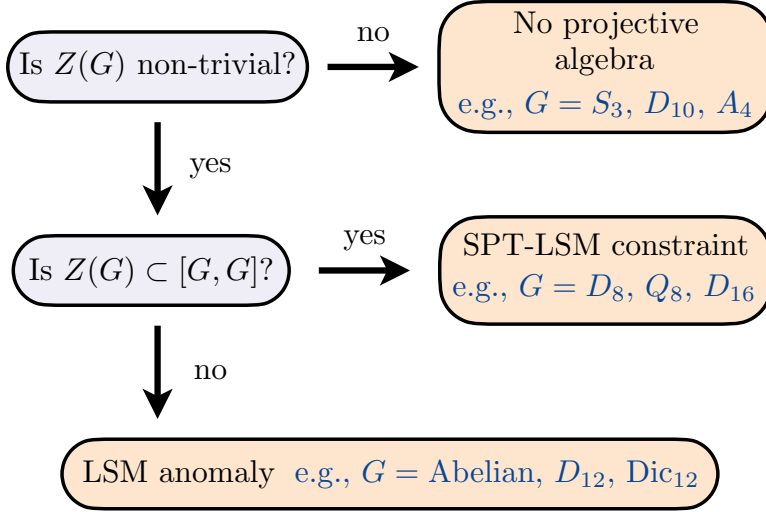 Is Z(G) non-trivial?
no
No projective
algebra
e.g., G = S₃, D₁₀, A₄
yes
Is Z(G) ⊂ [G, G]?
yes
SPT-LSM constraint
e.g., G = D₈, Q₈, D₁₆
no
LSM anomaly e.g., G = Abelian, D₁₂, Dic₁₂